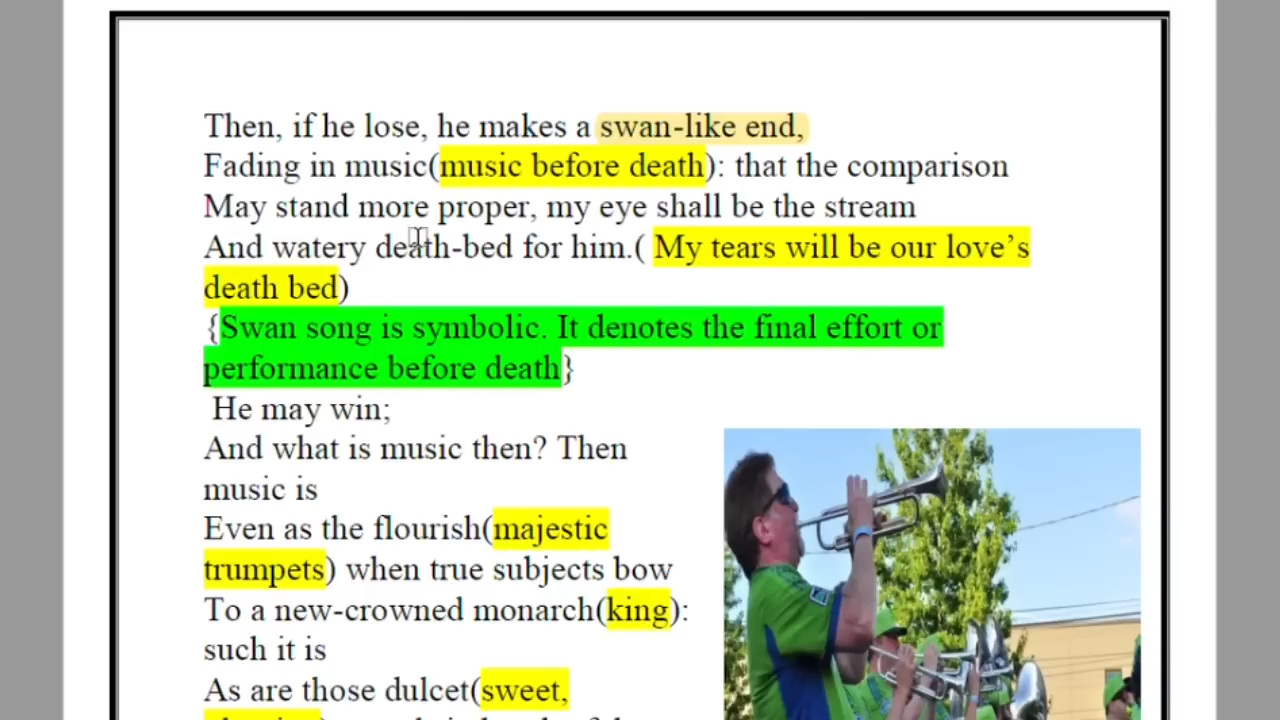 Then, if he lose, he makes a swan-like end,
Fading in music(music before death): that the comparison
May stand more proper, my eye shall be the stream
And watery death-bed for him.( My tears will be our love’s
death bed)
{Swan song is symbolic. It denotes the final effort or
performance before death}
He may win;
And what is music then? Then
music is
Even as the flourish(majestic
trumpets) when true subjects bow
To a new-crowned monarch(king):
such it is
As are those dulcet(sweet,